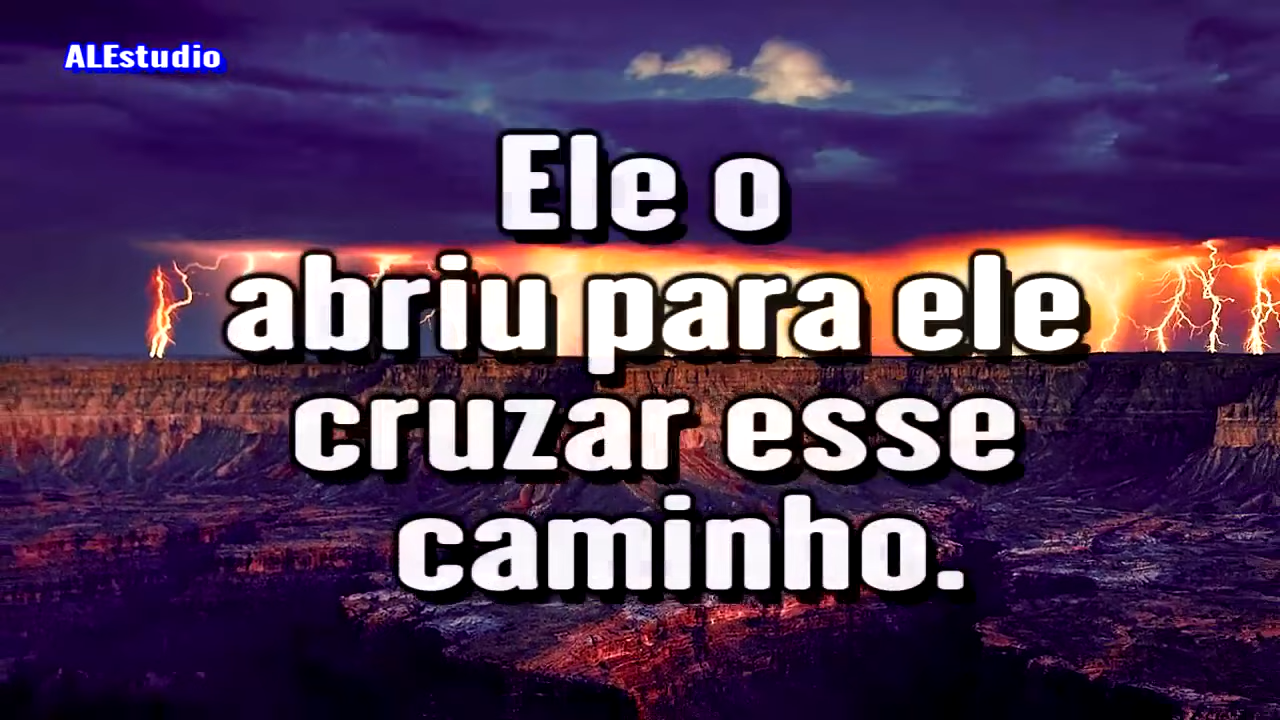 ALEstudio
Ele o
abriu para ele
cruzar esse
caminho.